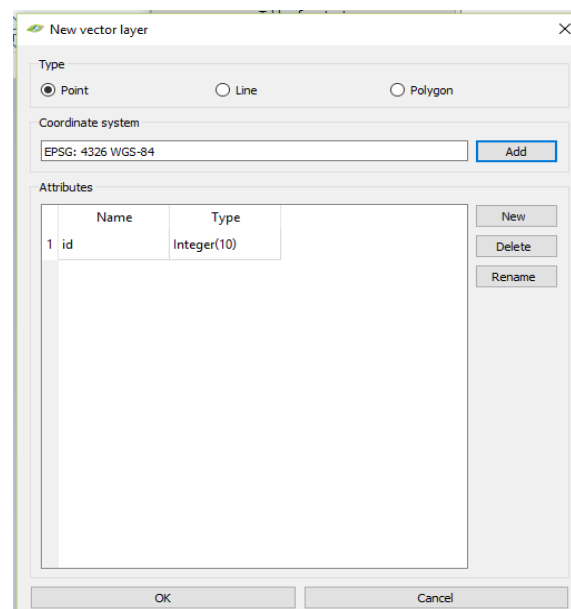 New vector layer
Type
Point Line Polygon
Coordinate system
EPSG: 4326 WGS-84 Add
Attributes
Name Type New
1 id Integer(10) Delete
Rename
OK Cancel